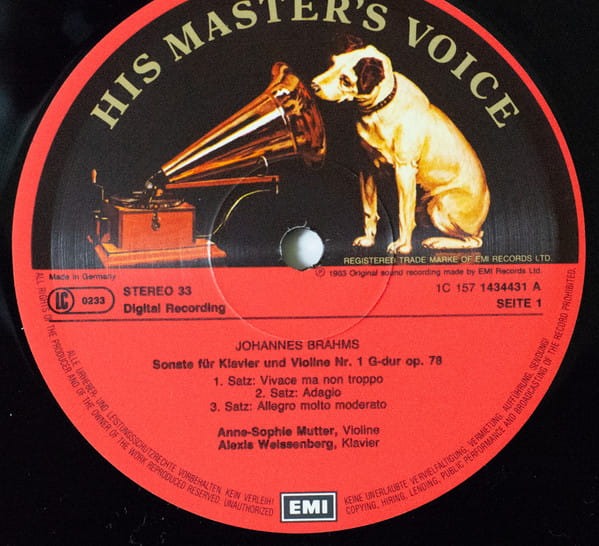 HIS MASTER'S VOICE
REGISTERED TRADE MARKE OF EMI RECORDS LTD.
℗ 1983 Original sound recording made by EMI Records Ltd.
Made in Germany
LC 0233
STEREO 33
Digital Recording
1C 157 1434431 A
SEITE 1
JOHANNES BRAHMS
Sonate für Klavier und Violine Nr. 1 G-dur op. 78
1. Satz: Vivace ma non troppo
2. Satz: Adagio
3. Satz: Allegro molto moderato
Anne-Sophie Mutter, Violine
Alexis Weissenberg, Klavier
EMI
ALLE URHEBER- UND LEISTUNGSSCHUTZRECHTE VORBEHALTEN KEIN VERLEIH!
KEINE UNERLAUBTE VERVIELFÄLTIGUNG, VERMIETUNG, AUFFÜHRUNG, SENDUNG!
ALL RIGHTS OF THE PRODUCER AND OF THE OWNER OF THE WORK REPRODUCED RESERVED. UNAUTHORIZED
COPYING, HIRING, LENDING, PUBLIC PERFORMANCE AND BROADCASTING OF THE RECORD PROHIBITED.